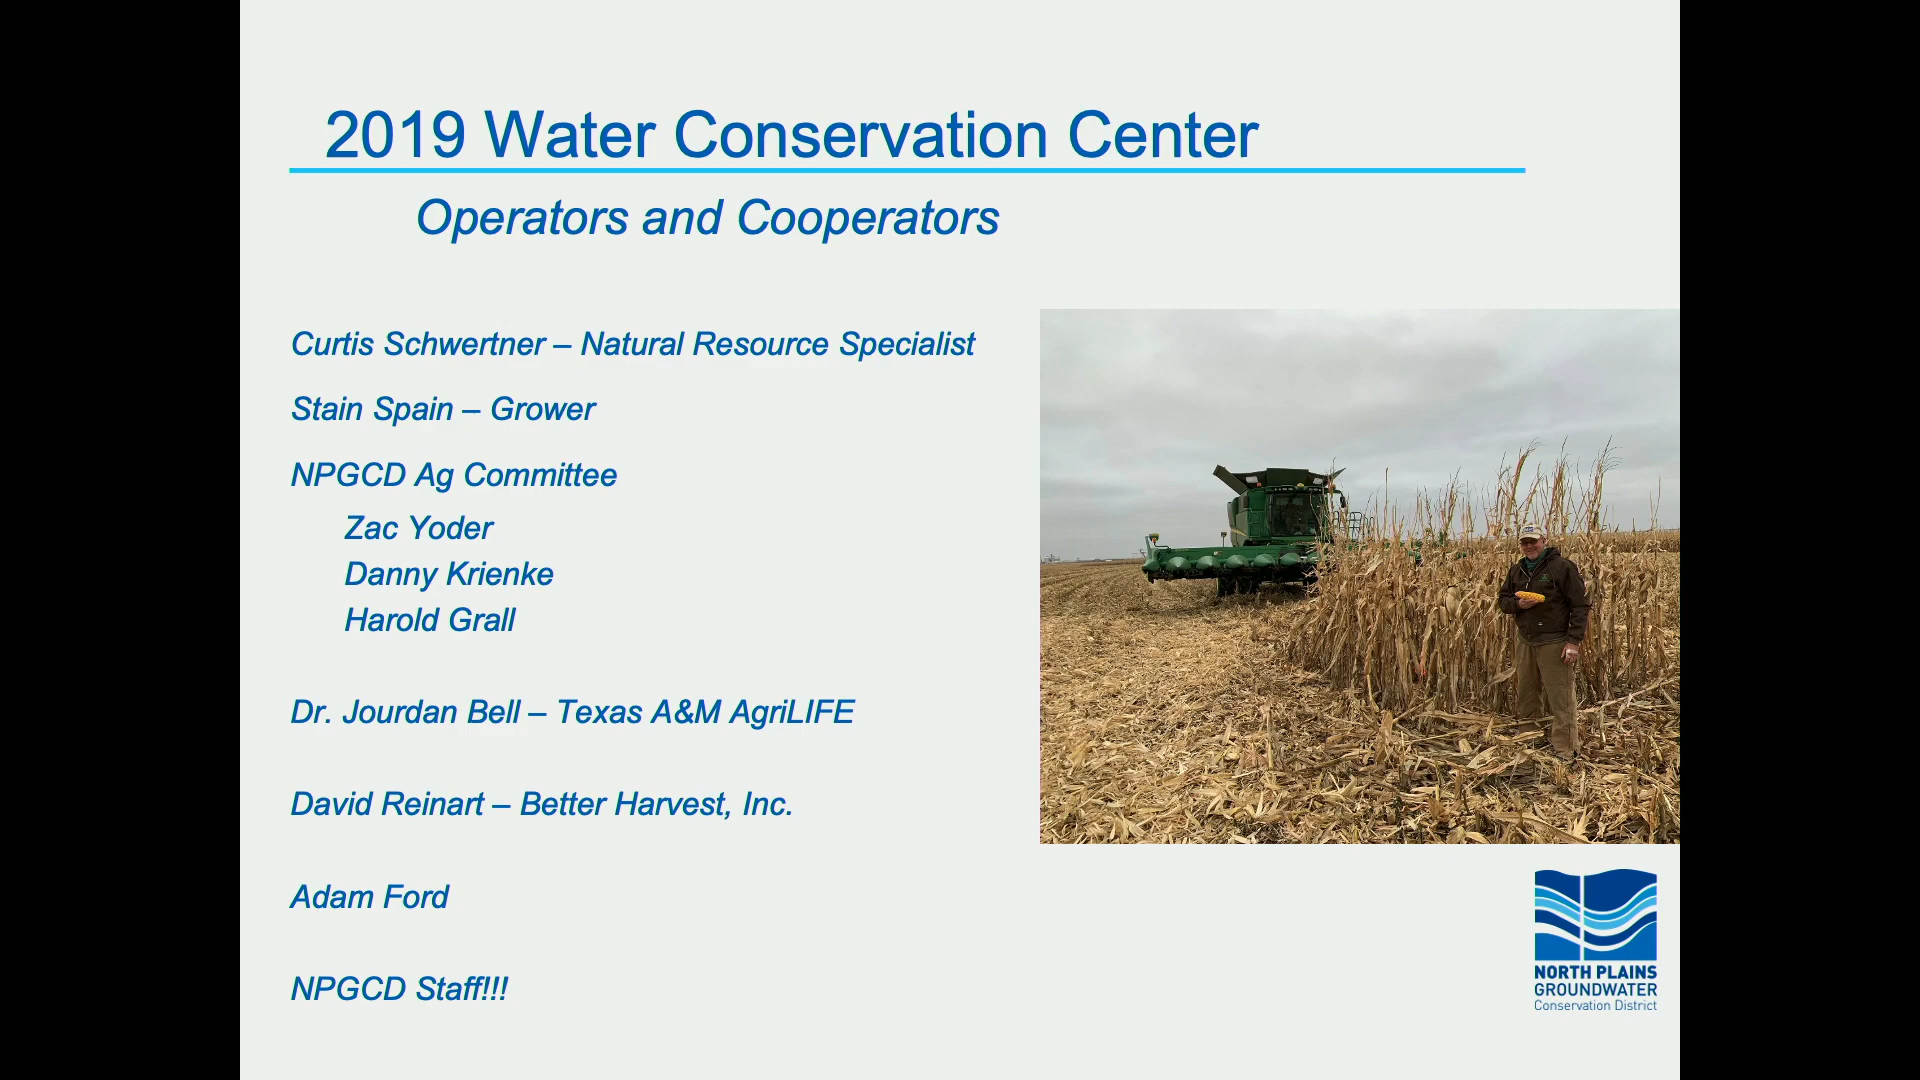 2019 Water Conservation Center
Operators and Cooperators
Curtis Schwertner – Natural Resource Specialist
Stain Spain – Grower
NPGCD Ag Committee
Zac Yoder
Danny Krienke
Harold Grall
Dr. Jourdan Bell – Texas A&M AgriLIFE
David Reinart – Better Harvest, Inc.
Adam Ford
NPGCD Staff!!!
NORTH PLAINS
GROUNDWATER
Conservation District